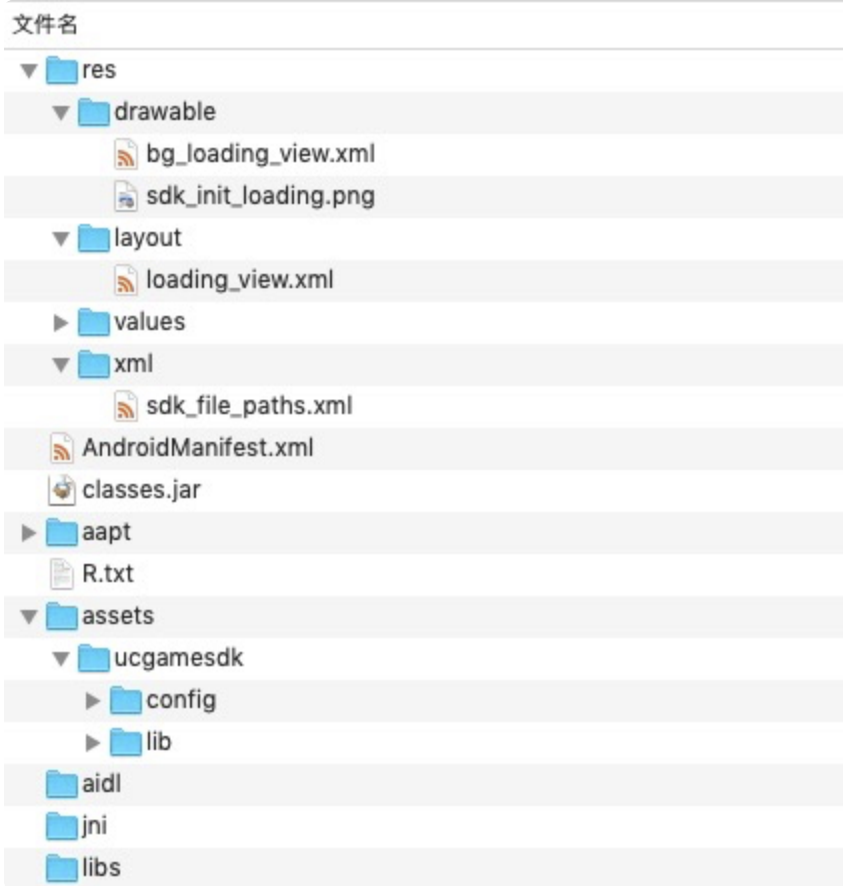 文件名
res
drawable
bg_loading_view.xml
sdk_init_loading.png
layout
loading_view.xml
values
xml
sdk_file_paths.xml
AndroidManifest.xml
classes.jar
aapt
R.txt
assets
ucgamesdk
config
lib
aidl
jni
libs